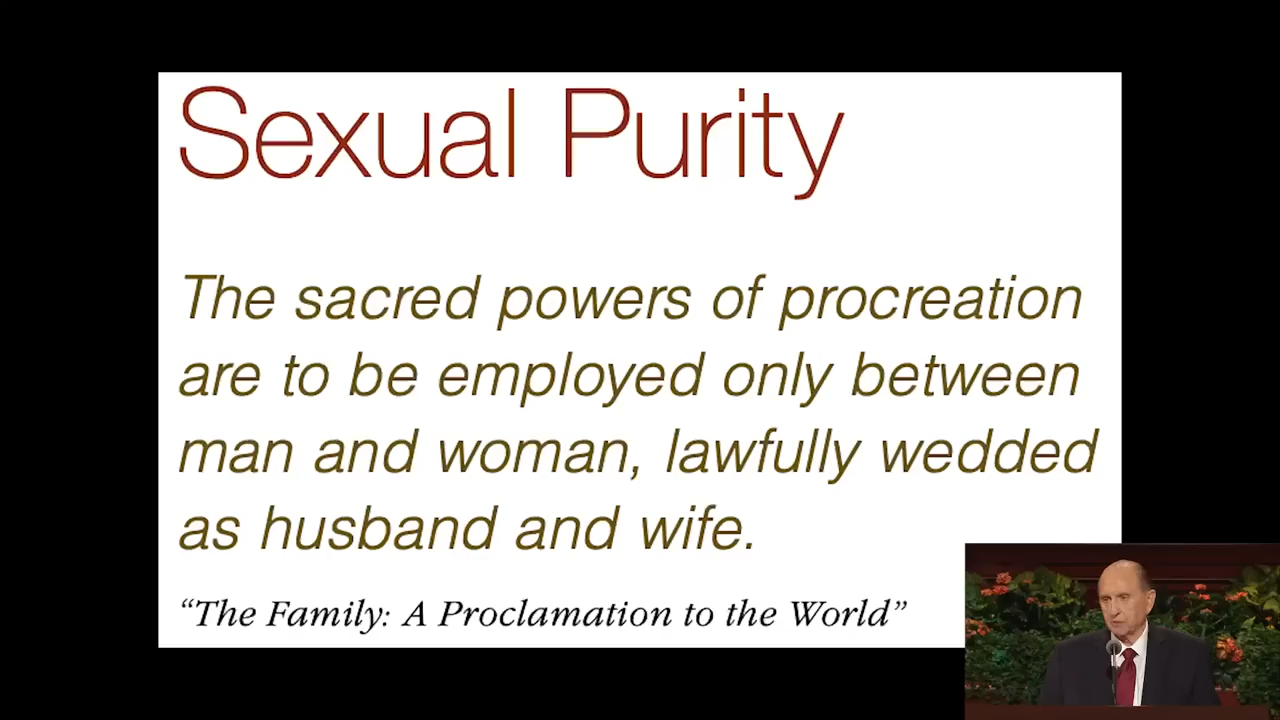 Sexual Purity
The sacred powers of procreation
are to be employed only between
man and woman, lawfully wedded
as husband and wife.
“The Family: A Proclamation to the World”